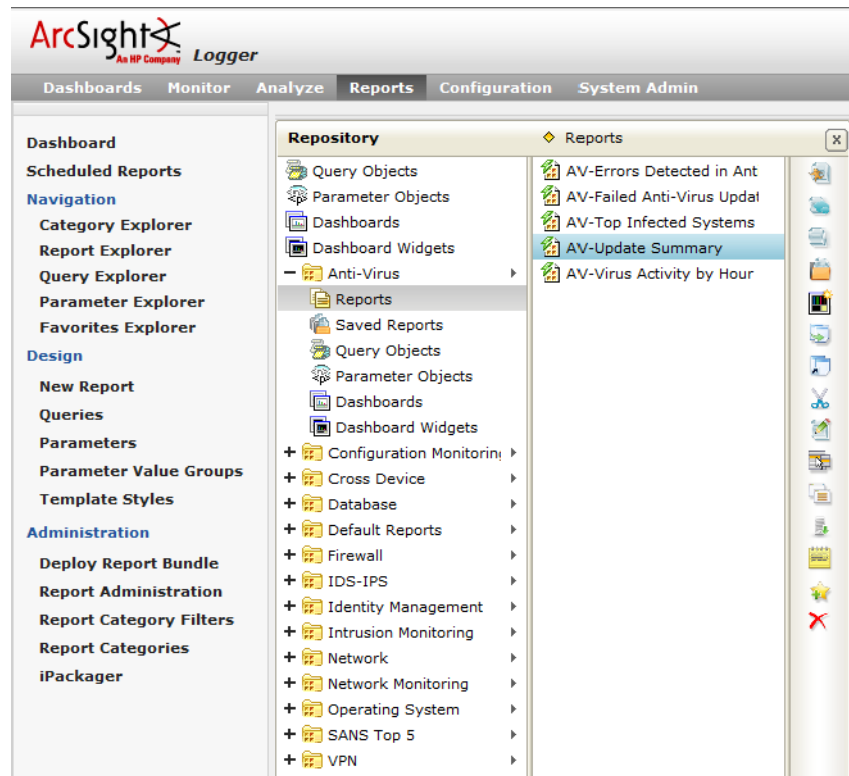 ArcSight
An HP Company
Logger
Dashboards Monitor Analyze Reports Configuration System Admin
Dashboard
Scheduled Reports
Navigation
Category Explorer
Report Explorer
Query Explorer
Parameter Explorer
Favorites Explorer
Design
New Report
Queries
Parameters
Parameter Value Groups
Template Styles
Administration
Deploy Report Bundle
Report Administration
Report Category Filters
Report Categories
iPackager
Repository
Query Objects
Parameter Objects
Dashboards
Dashboard Widgets
Anti-Virus
Reports
Saved Reports
Query Objects
Parameter Objects
Dashboards
Dashboard Widgets
Configuration Monitorin
Cross Device
Database
Default Reports
Firewall
IDS-IPS
Identity Management
Intrusion Monitoring
Network
Network Monitoring
Operating System
SANS Top 5
VPN
Reports
AV-Errors Detected in Ant
AV-Failed Anti-Virus Updat
AV-Top Infected Systems
AV-Update Summary
AV-Virus Activity by Hour